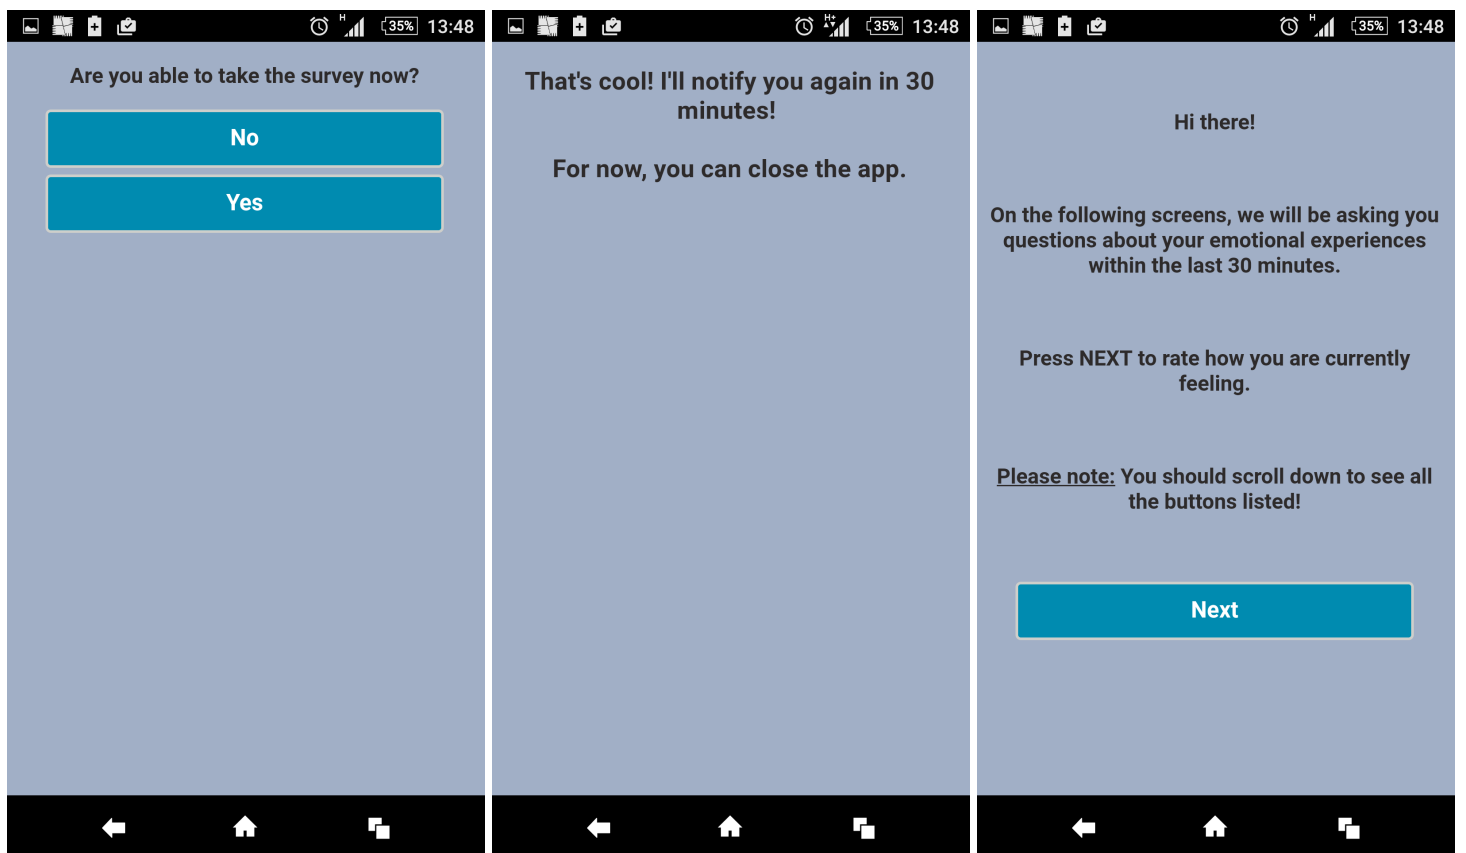 H
35%
13:48
Are you able to take the survey now?
No
Yes
H+
35%
13:48
That's cool! I'll notify you again in 30
minutes!
For now, you can close the app.
H
35%
13:48
Hi there!
On the following screens, we will be asking you
questions about your emotional experiences
within the last 30 minutes.
Press NEXT to rate how you are currently
feeling.
Please note: You should scroll down to see all
the buttons listed!
Next